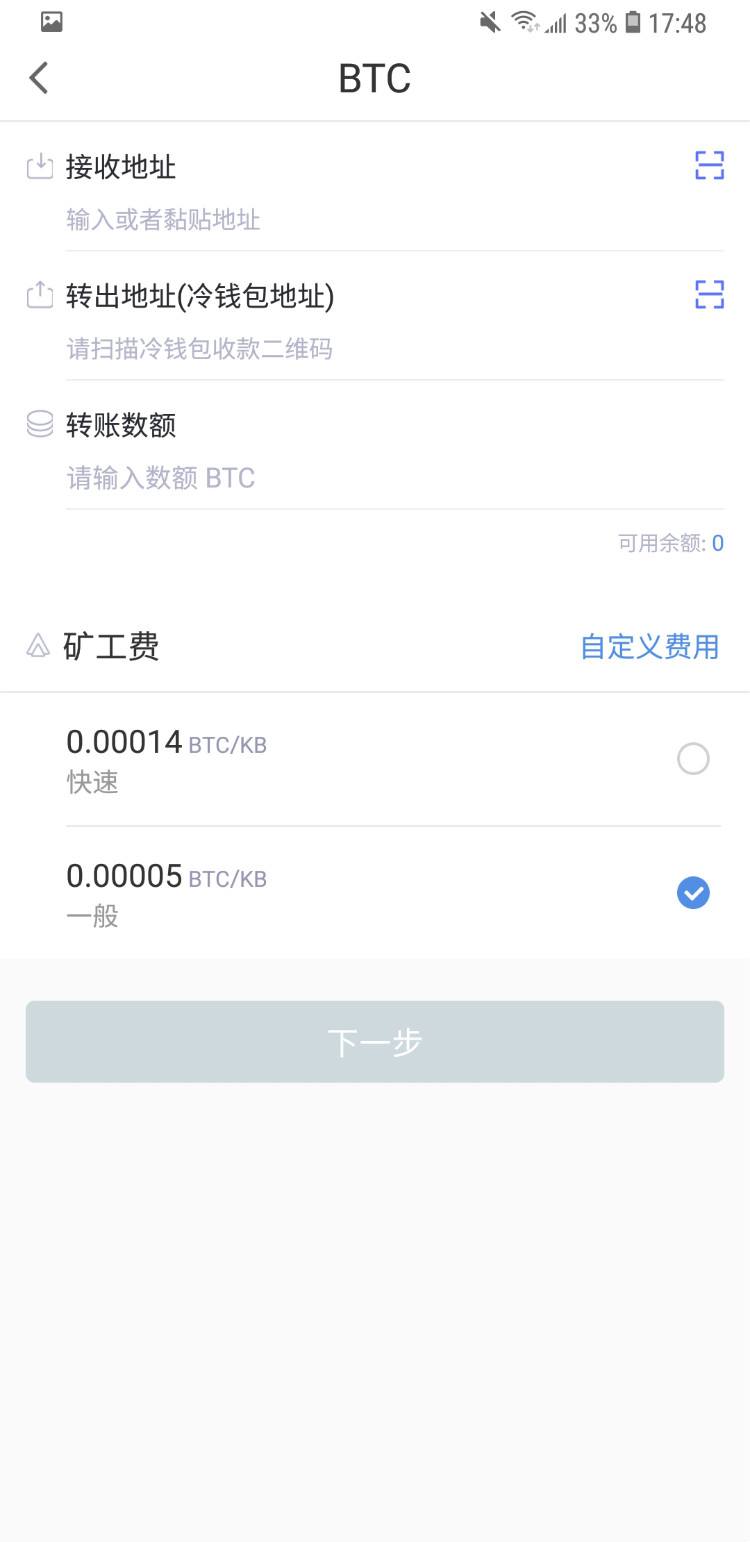 33% 17:48
BTC
接收地址
输入或者黏贴地址
转出地址(冷钱包地址)
请扫描冷钱包收款二维码
转账数额
请输入数额 BTC
可用余额: 0
矿工费 自定义费用
0.00014 BTC/KB
快速
0.00005 BTC/KB
一般
下一步